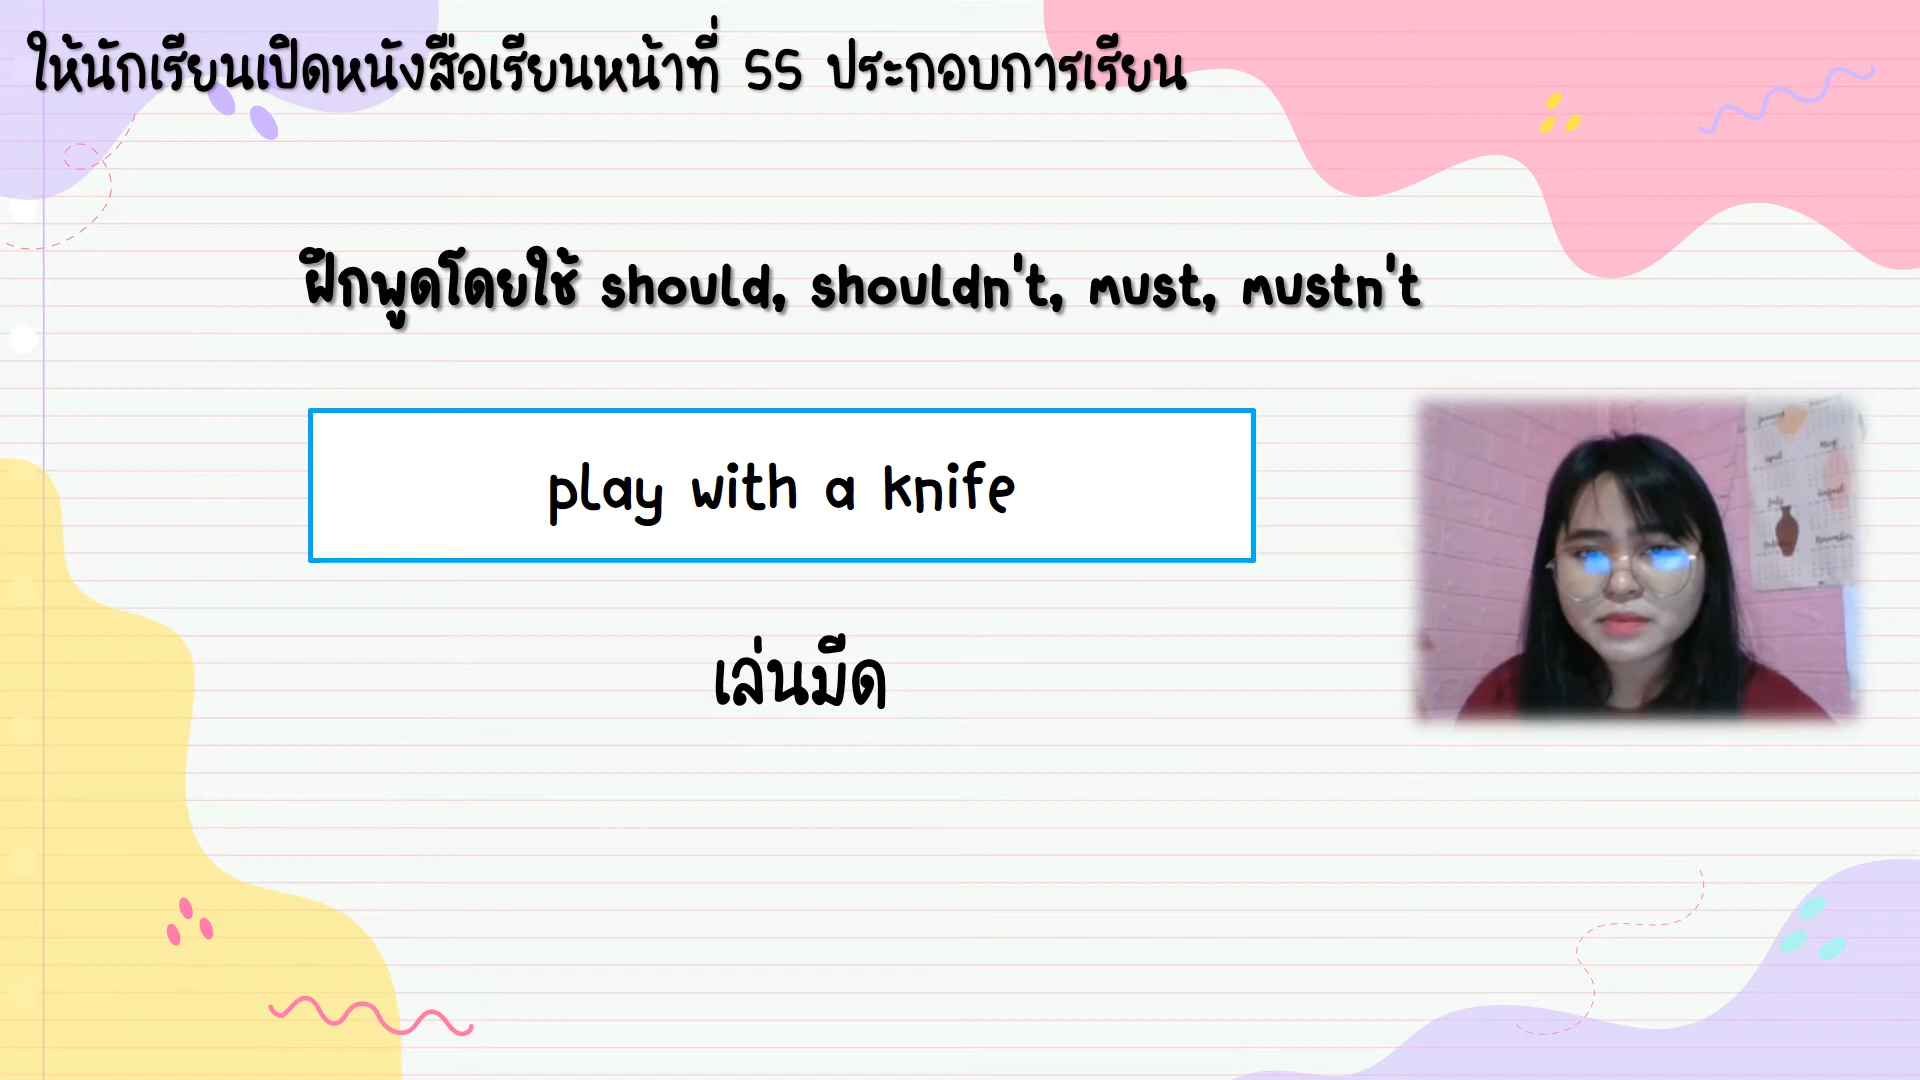 ให้นักเรียนเปิดหนังสือเรียนหน้าที่ 55 ประกอบการเรียน
ฝึกพูดโดยใช้ should, shouldn't, must, mustn't
play with a knife
เล่นมีด